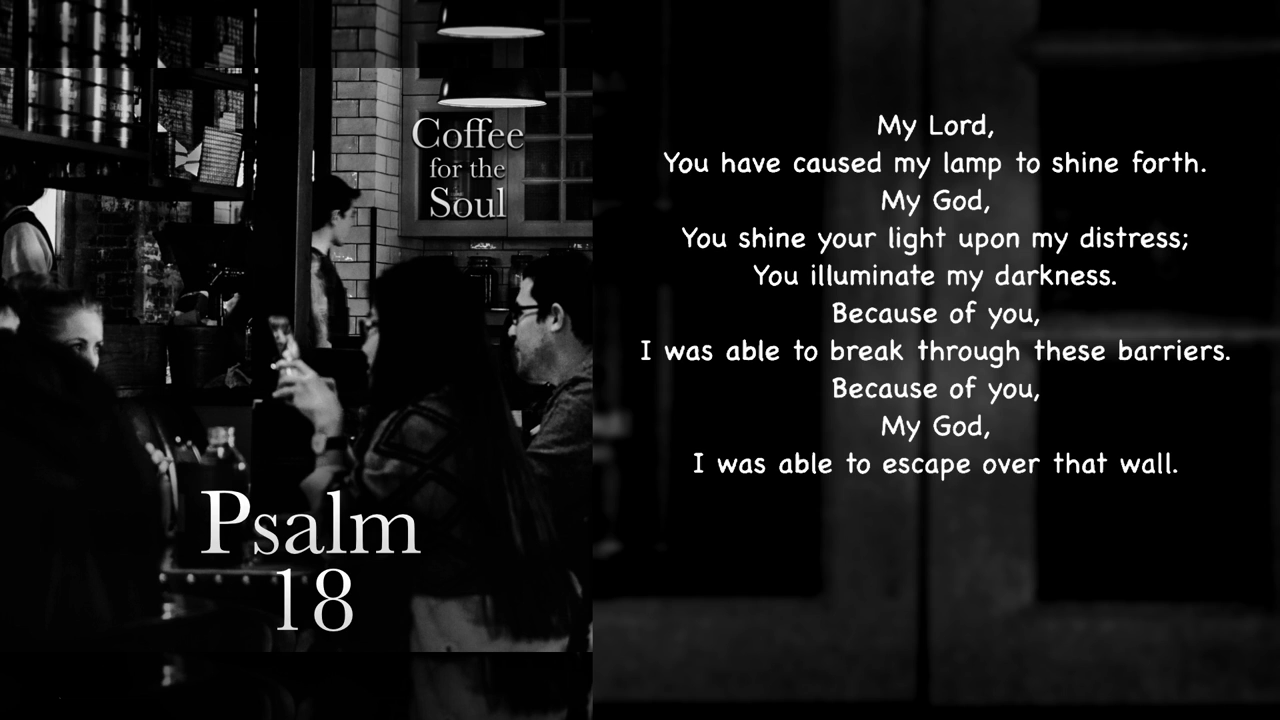 Coffee
for the
Soul
Psalm
18
My Lord,
You have caused my lamp to shine forth.
My God,
You shine your light upon my distress;
You illuminate my darkness.
Because of you,
I was able to break through these barriers.
Because of you,
My God,
I was able to escape over that wall.